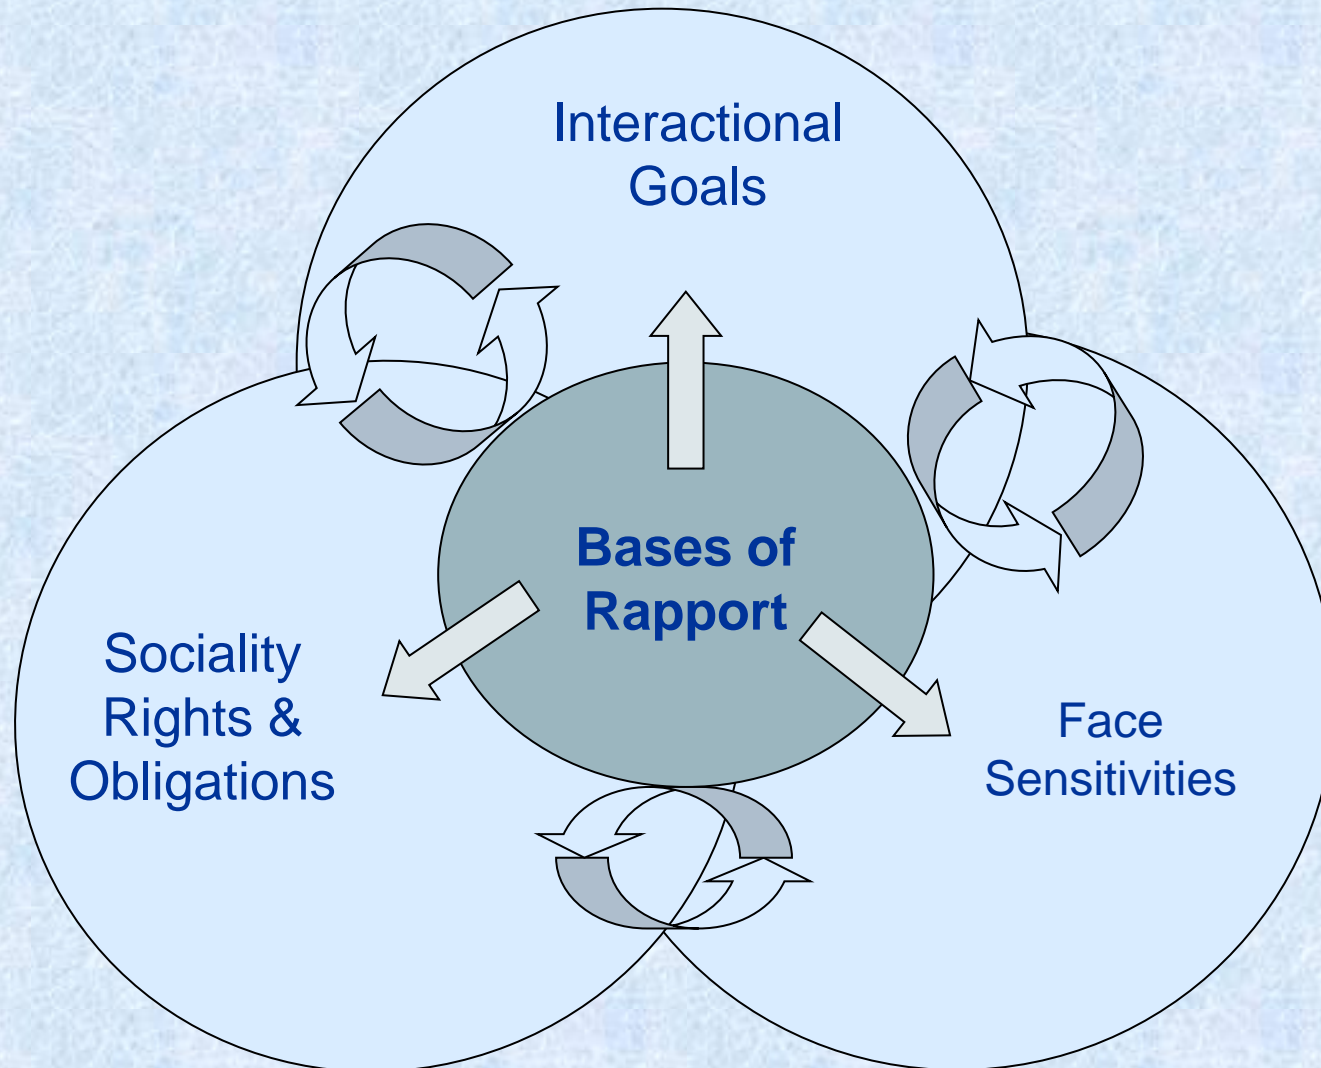 Interactional
Goals
Bases of
Rapport
Sociality
Rights &
Obligations
Face
Sensitivities